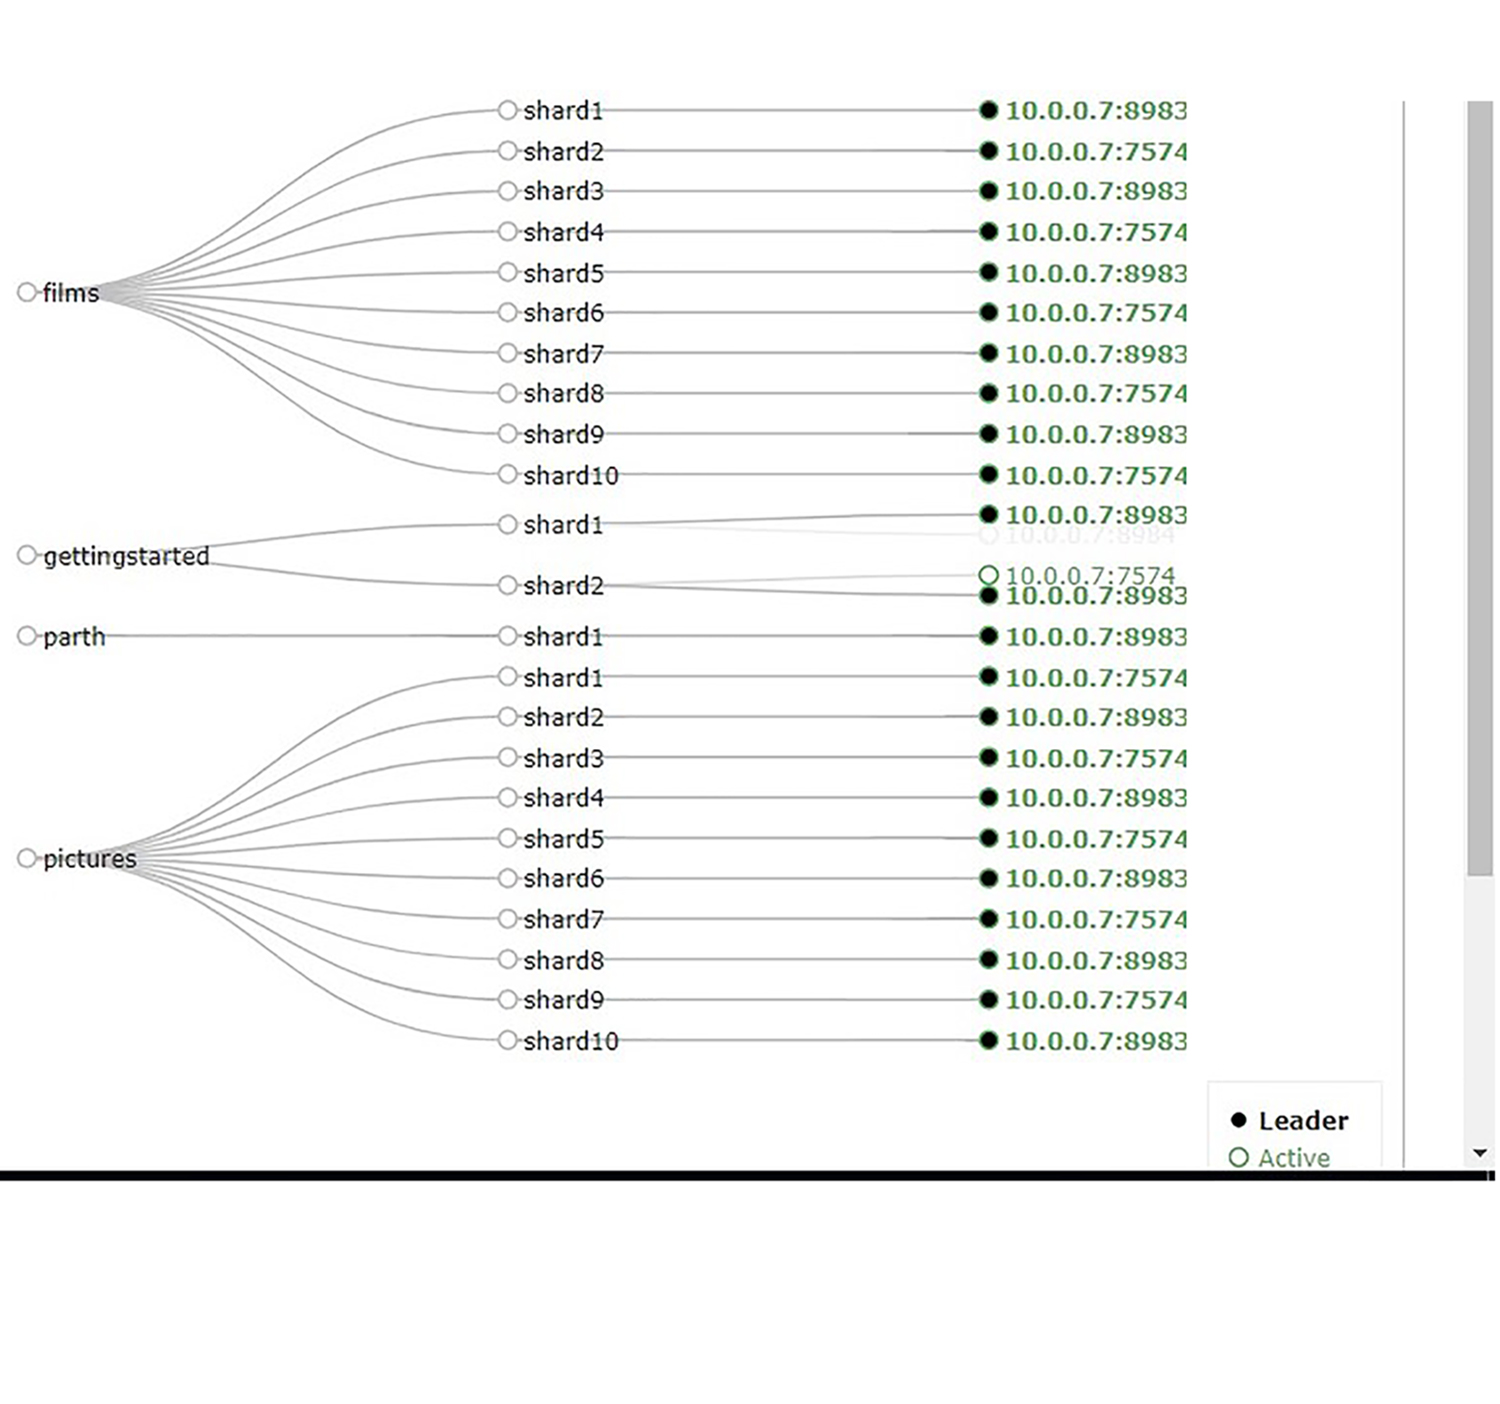 films
shard1 10.0.0.7:8983
shard2 10.0.0.7:7574
shard3 10.0.0.7:8983
shard4 10.0.0.7:7574
shard5 10.0.0.7:8983
shard6 10.0.0.7:7574
shard7 10.0.0.7:8983
shard8 10.0.0.7:7574
shard9 10.0.0.7:8983
shard10 10.0.0.7:7574
gettingstarted
shard1 10.0.0.7:8983
10.0.0.7:8984
shard2 10.0.0.7:7574
10.0.0.7:8983
parth shard1 10.0.0.7:8983
pictures
shard1 10.0.0.7:7574
shard2 10.0.0.7:8983
shard3 10.0.0.7:7574
shard4 10.0.0.7:8983
shard5 10.0.0.7:7574
shard6 10.0.0.7:8983
shard7 10.0.0.7:7574
shard8 10.0.0.7:8983
shard9 10.0.0.7:7574
shard10 10.0.0.7:8983
Leader
Active